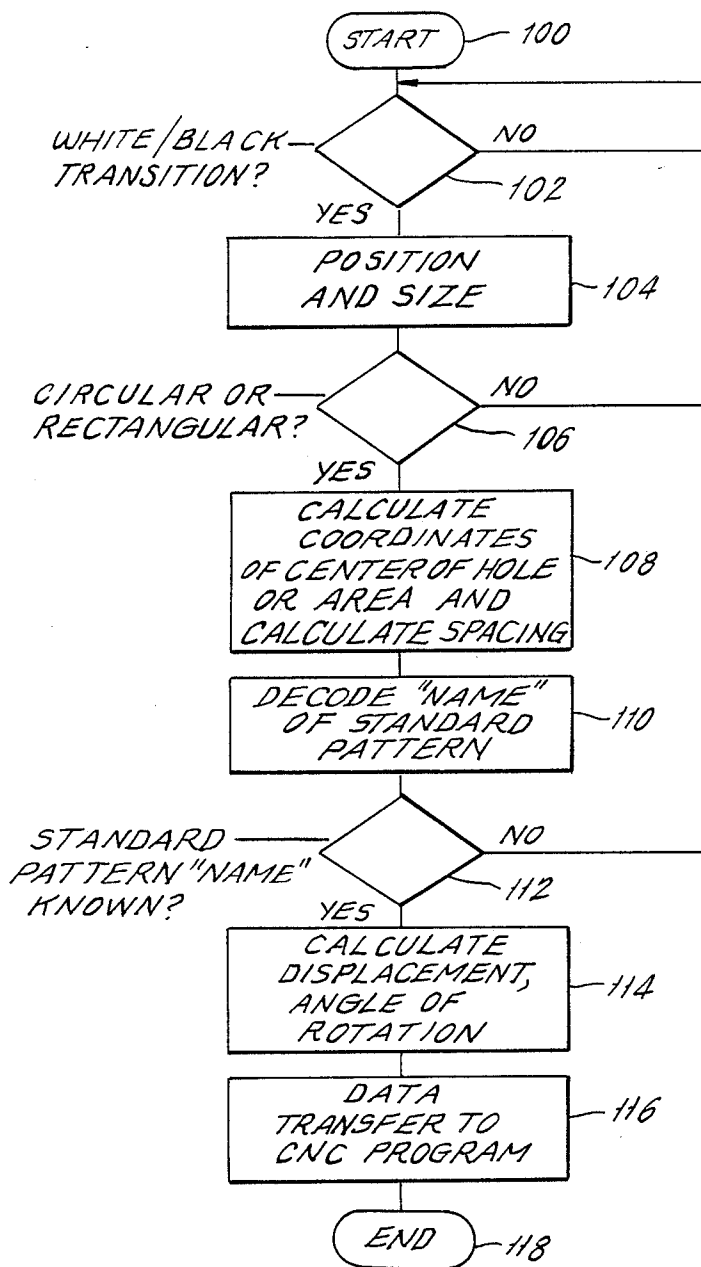 START
100
WHITE/BLACK
TRANSITION?
NO
102
YES
POSITION
AND SIZE
104
CIRCULAR OR
RECTANGULAR?
NO
106
YES
CALCULATE
COORDINATES
OF CENTER OF HOLE
OR AREA AND
CALCULATE SPACING
108
DECODE "NAME"
OF STANDARD
PATTERN
110
STANDARD
PATTERN "NAME"
KNOWN?
NO
112
YES
CALCULATE
DISPLACEMENT,
ANGLE OF
ROTATION
114
DATA
TRANSFER TO
CNC PROGRAM
116
END
118